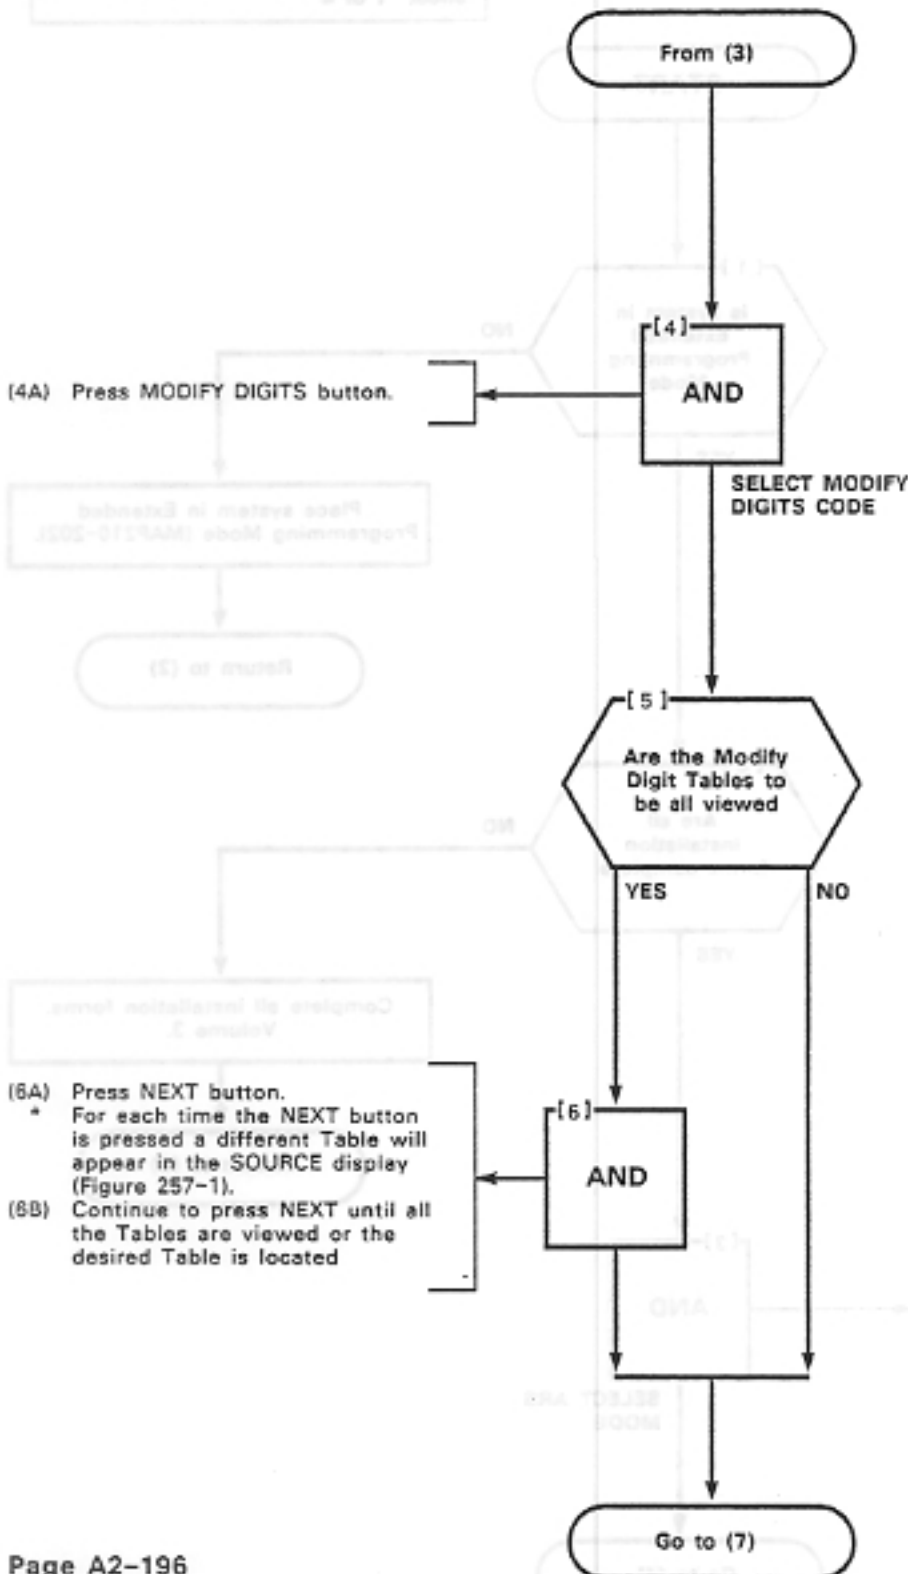 From (3)
[4]
AND
(4A) Press MODIFY DIGITS button.
SELECT MODIFY
DIGITS CODE
[5]
Are the Modify
Digit Tables to
be all viewed
YES
NO
(6A) Press NEXT button.
* For each time the NEXT button
is pressed a different Table will
appear in the SOURCE display
(Figure 257-1).
(6B) Continue to press NEXT until all
the Tables are viewed or the
desired Table is located
[6]
AND
Go to (7)
Page A2-196